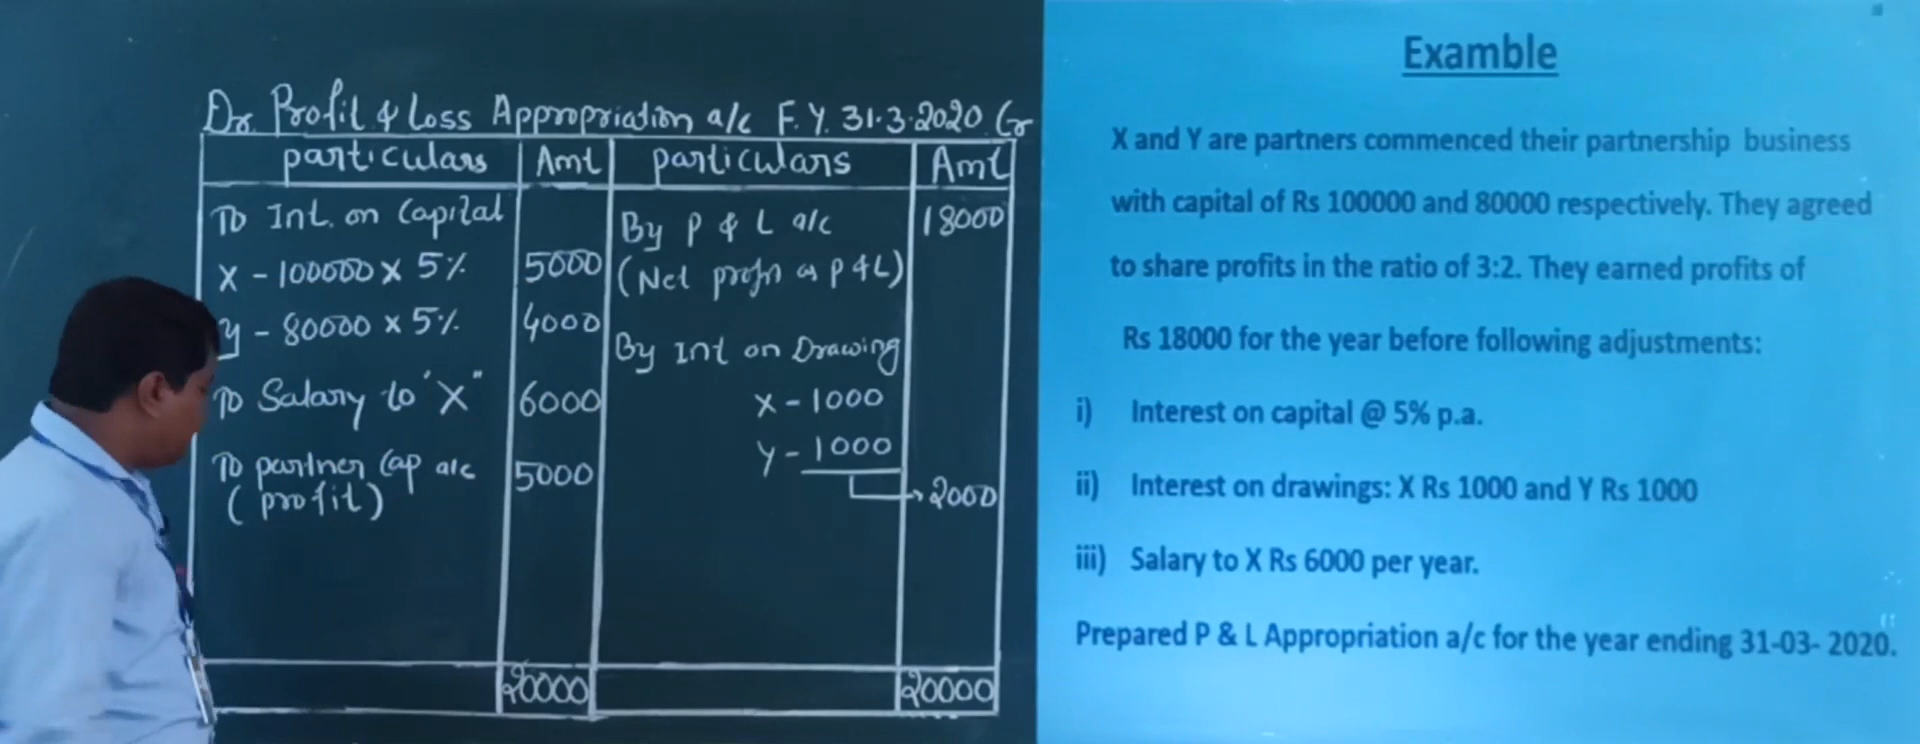 Dr. Profit & Loss Appropriation a/c F.Y. 31.3.2020 Cr
particulars Amt particulars Amt
To Int. on Capital
X - 100000 x 5% 5000
y - 80000 x 5% 4000
To Salary to "X" 6000
To partner Cap a/c 5000
(profit)
20000
By P & L a/c 18000
(Net profit as P&L)
By Int on Drawing
X - 1000
Y - 1000
2000
20000
Examble
X and Y are partners commenced their partnership business
with capital of Rs 100000 and 80000 respectively. They agreed
to share profits in the ratio of 3:2. They earned profits of
Rs 18000 for the year before following adjustments:
i) Interest on capital @ 5% p.a.
ii) Interest on drawings: X Rs 1000 and Y Rs 1000
iii) Salary to X Rs 6000 per year.
Prepared P & L Appropriation a/c for the year ending 31-03- 2020.